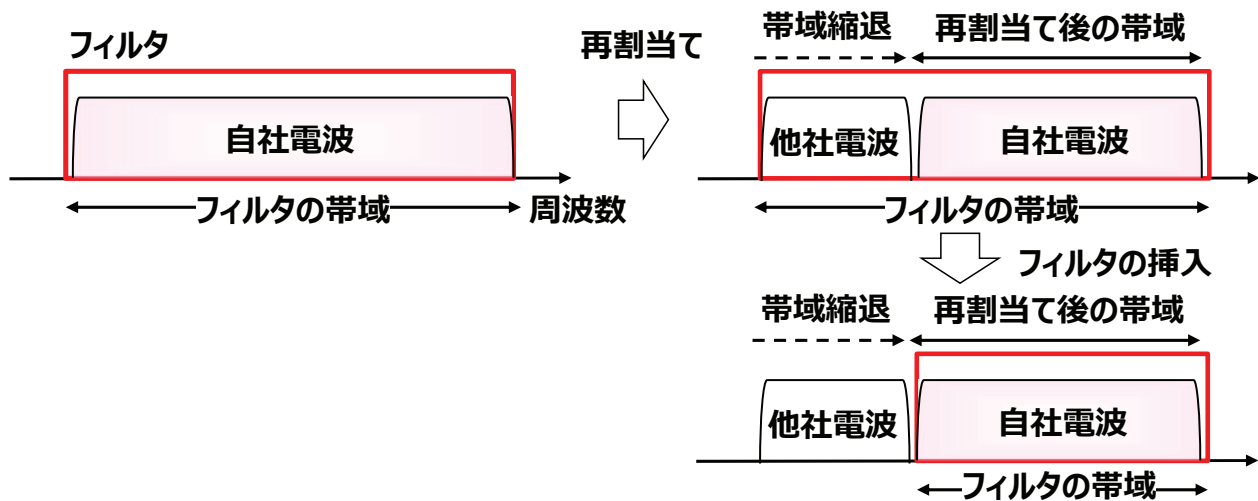 フィルタ
自社電波
フィルタの帯域
周波数
再割当て
帯域縮退
再割当て後の帯域
他社電波
自社電波
フィルタの帯域
フィルタの挿入
帯域縮退
再割当て後の帯域
他社電波
自社電波
フィルタの帯域